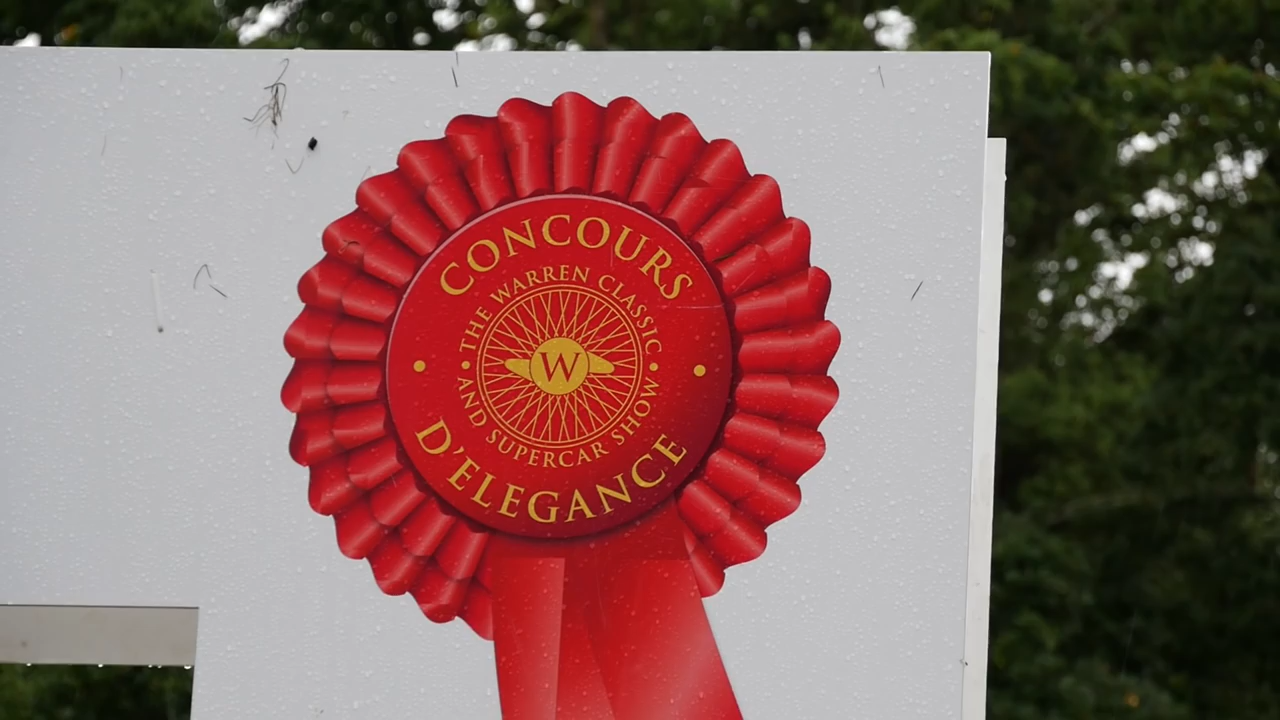 CONCOURS
THE WARREN CLASSIC
W
AND SUPERCAR SHOW
D'ELEGANCE